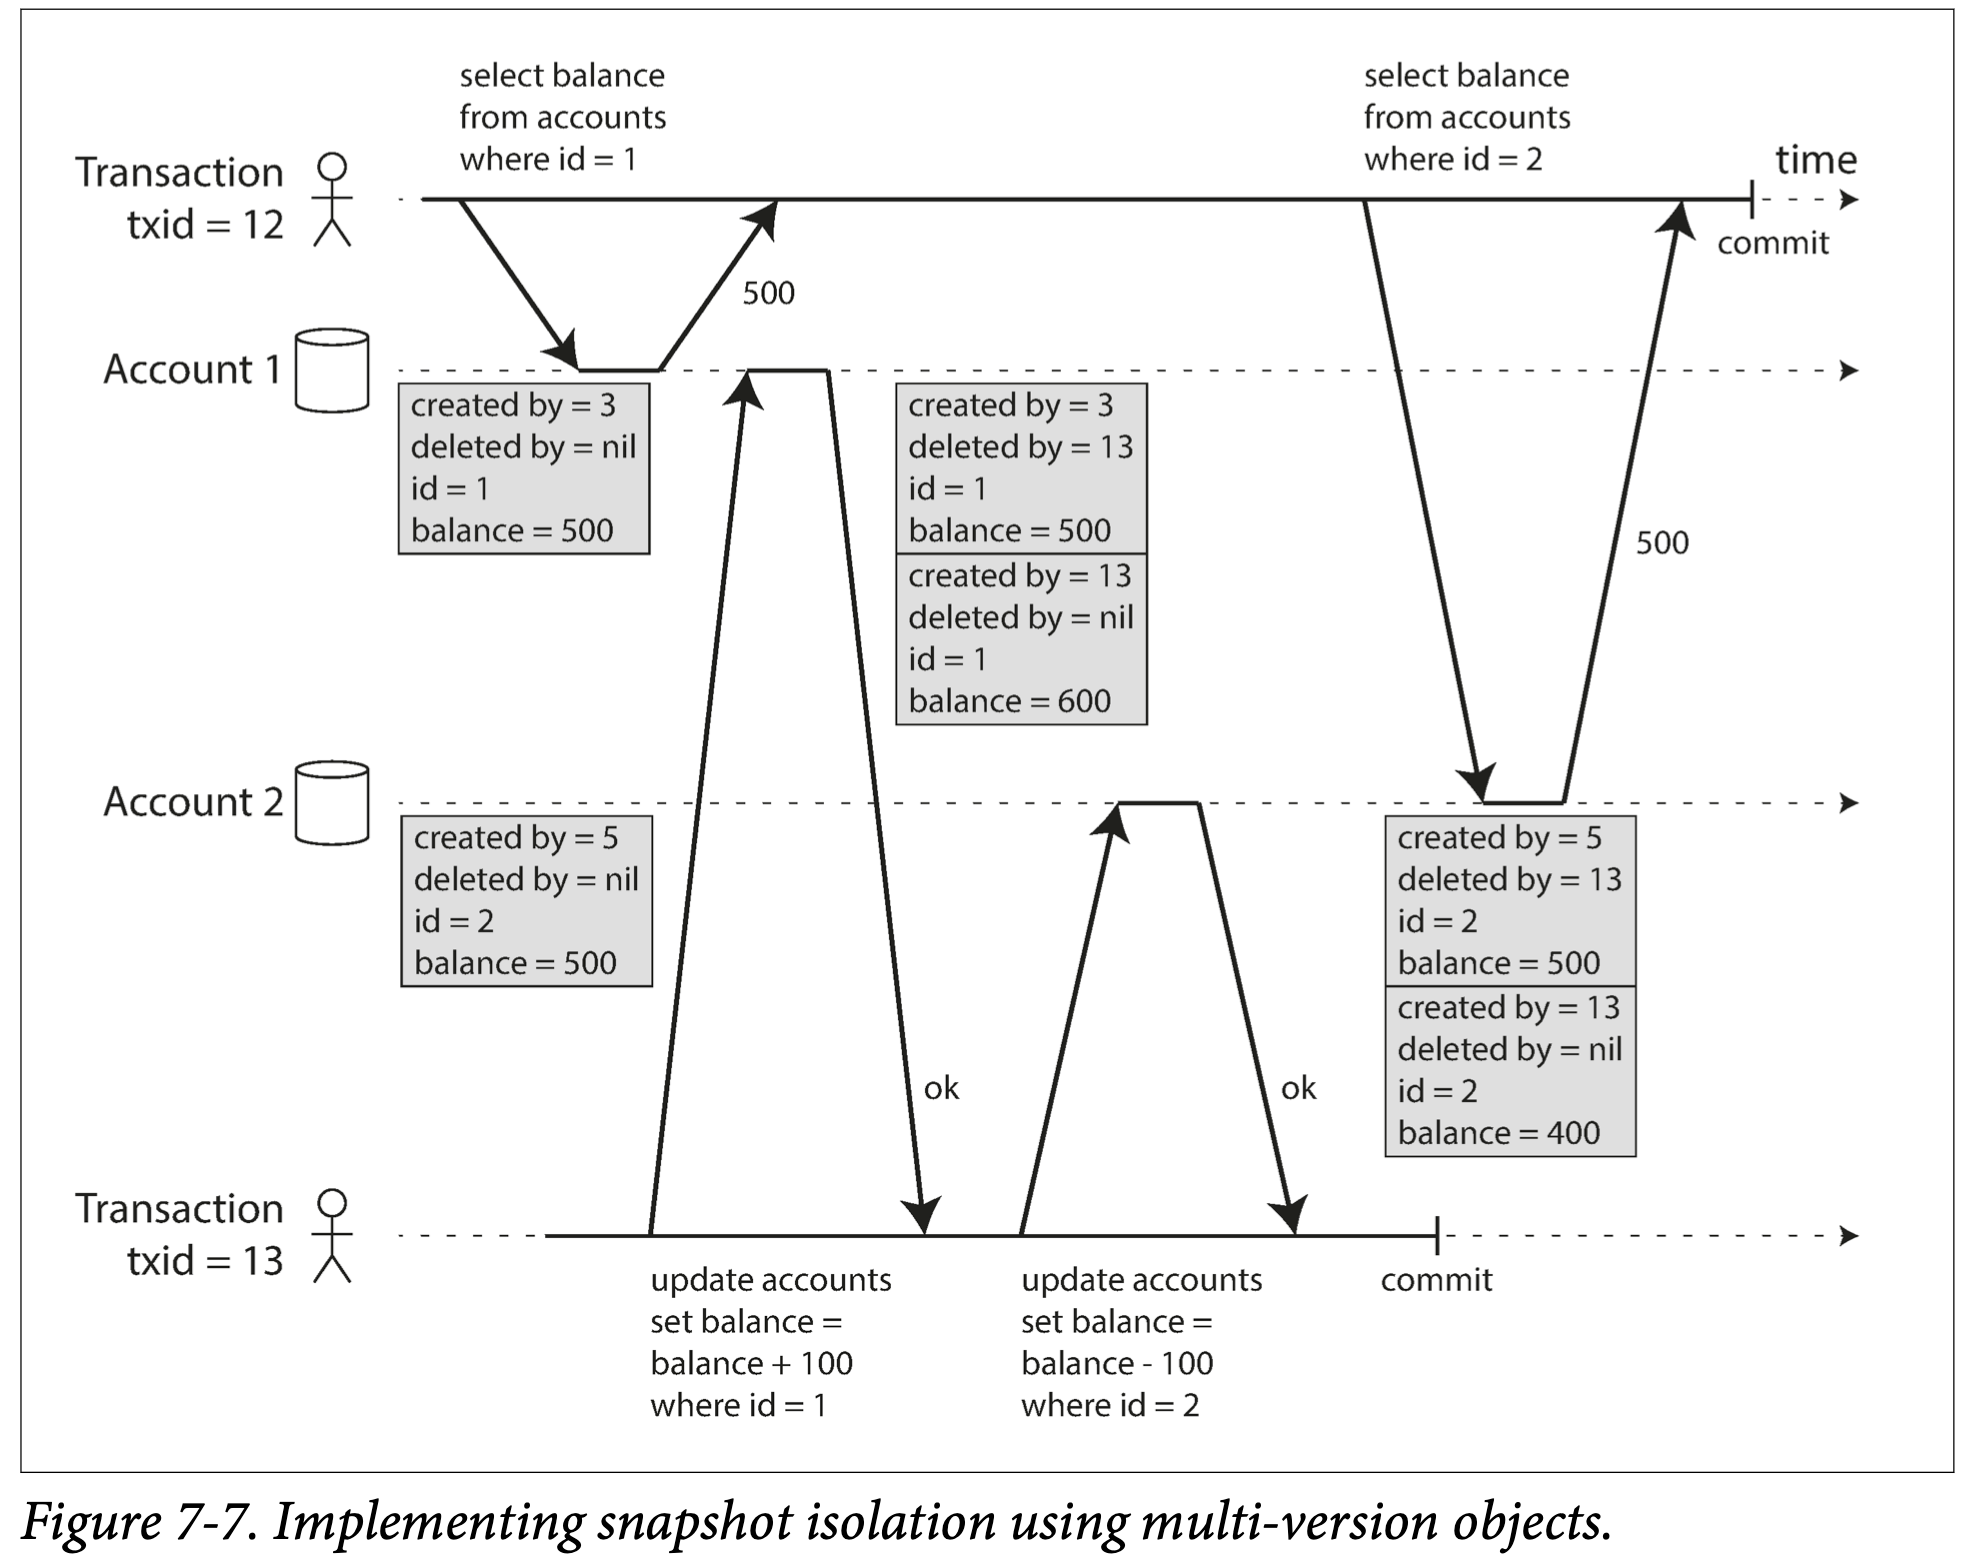 select balance
from accounts
where id = 1
select balance
from accounts
where id = 2
time
Transaction
txid = 12
commit
500
Account 1
created by = 3
deleted by = nil
id = 1
balance = 500
created by = 3
deleted by = 13
id = 1
balance = 500
created by = 13
deleted by = nil
id = 1
balance = 600
500
Account 2
created by = 5
deleted by = nil
id = 2
balance = 500
created by = 5
deleted by = 13
id = 2
balance = 500
created by = 13
deleted by = nil
id = 2
balance = 400
ok
ok
Transaction
txid = 13
update accounts
set balance =
balance + 100
where id = 1
update accounts
set balance =
balance - 100
where id = 2
commit
Figure 7-7. Implementing snapshot isolation using multi-version objects.